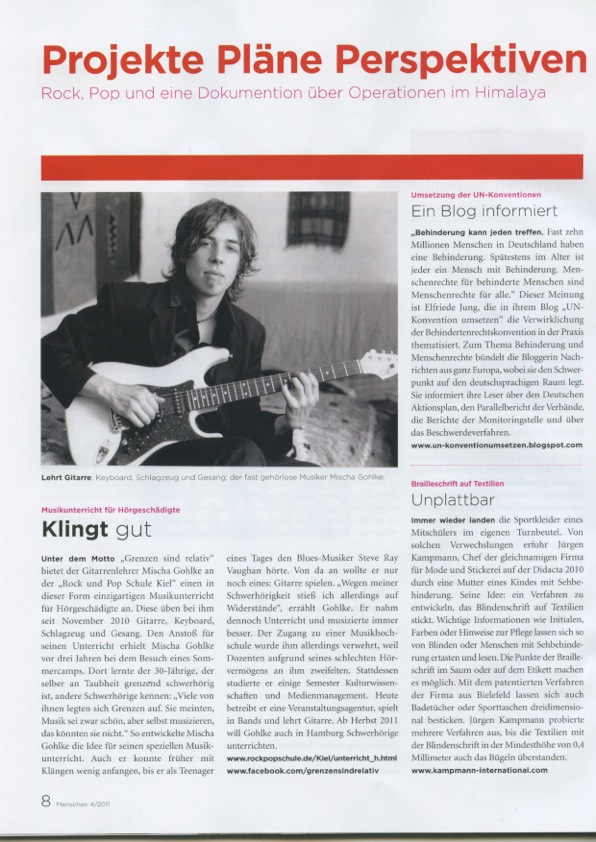 Projekte Pläne Perspektiven
Rock, Pop und eine Dokumention über Operationen im Himalaya
Lehrt Gitarre, Keyboard, Schlagzeug und Gesang: der fast gehörlose Musiker Mischa Gohlke.
Musikunterricht für Hörgeschädigte
Klingt gut
Unter dem Motto „Grenzen sind relativ“
bietet der Gitarrenlehrer Mischa Gohlke an
der „Rock und Pop Schule Kiel“ einen in
dieser Form einzigartigen Musikunterricht
für Hörgeschädigte an. Diese üben bei ihm
seit November 2010 Gitarre, Keyboard,
Schlagzeug und Gesang. Den Anstoß für
seinen Unterricht erhielt Mischa Gohlke
vor drei Jahren bei dem Besuch eines Som-
mercamps. Dort lernte der 30-Jährige, der
selber an Taubheit grenzend schwerhörig
ist, andere Schwerhörige kennen: „Viele von
ihnen legten sich Grenzen auf. Sie meinten,
Musik sei zwar schön, aber selbst musizieren,
das könnten sie nicht.“ So entwickelte Mischa
Gohlke die Idee für seinen speziellen Musik-
unterricht. Auch er konnte früher mit
Klängen wenig anfangen, bis er als Teenager
eines Tages den Blues-Musiker Steve Ray
Vaughan hörte. Von da an wollte er nur
noch eines: Gitarre spielen. „Wegen meiner
Schwerhörigkeit stieß ich allerdings auf
Widerstände“, erzählt Gohlke. Er nahm
dennoch Unterricht und musizierte immer
besser. Der Zugang zu einer Musikhoch-
schule wurde ihm allerdings verwehrt, weil
Dozenten aufgrund seines schlechten Hör-
vermögens an ihm zweifelten. Stattdessen
studierte er einige Semester Kulturwissen-
schaften und Medienmanagement. Heute
betreibt er eine Veranstaltungsagentur, spielt
in Bands und lehrt Gitarre. Ab Herbst 2011
will Gohlke auch in Hamburg Schwerhörige
unterrichten.
www.rockpopschule.de/Kiel/unterricht_h.html
www.facebook.com/grenzensindrelativ
Umsetzung der UN-Konventionen
Ein Blog informiert
„Behinderung kann jeden treffen. Fast zehn
Millionen Menschen in Deutschland haben
eine Behinderung. Spätestens im Alter ist
jeder ein Mensch mit Behinderung. Men-
schenrechte für behinderte Menschen sind
Menschenrechte für alle.“ Dieser Meinung
ist Elfriede Jung, die in ihrem Blog „UN-
Konvention umsetzen“ die Verwirklichung
der Behindertenrechtskonvention in der Praxis
thematisiert. Zum Thema Behinderung und
Menschenrechte bündelt die Bloggerin Nach-
richten aus ganz Europa, wobei sie den Schwer-
punkt auf den deutschsprachigen Raum legt.
Sie informiert ihre Leser über den Deutschen
Aktionsplan, den Parallelbericht der Verbände,
die Berichte der Monitoringstelle und über
das Beschwerdeverfahren.
www.un-konventionumsetzen.blogspot.com
Brailleschrift auf Textilien
Unplattbar
Immer wieder landen die Sportkleider eines
Mitschülers im eigenen Turnbeutel. Von
solchen Verwechslungen erfuhr Jürgen
Kampmann, Chef der gleichnamigen Firma
für Mode und Stickerei auf der Didacta 2010
durch eine Mutter eines Kindes mit Sehbe-
hinderung. Seine Idee: ein Verfahren zu
entwickeln, das Blindenschrift auf Textilien
stickt. Wichtige Informationen wie Initialen,
Farben oder Hinweise zur Pflege lassen sich so
von Blinden oder Menschen mit Sehbehinde-
rung ertasten und lesen. Die Punkte der Braille-
schrift im Saum oder auf dem Etikett machen
es möglich. Mit dem patentierten Verfahren
der Firma aus Bielefeld lassen sich auch
Badetücher oder Sporttaschen dreidimensio-
nal besticken. Jürgen Kampmann probierte
mehrere Verfahren aus, bis die Textilien mit
der Blindenschrift in der Mindesthöhe von 0,4
Millimeter auch das Bügeln überstanden.
www.kampmann-international.com
8 Menschen 4/2011